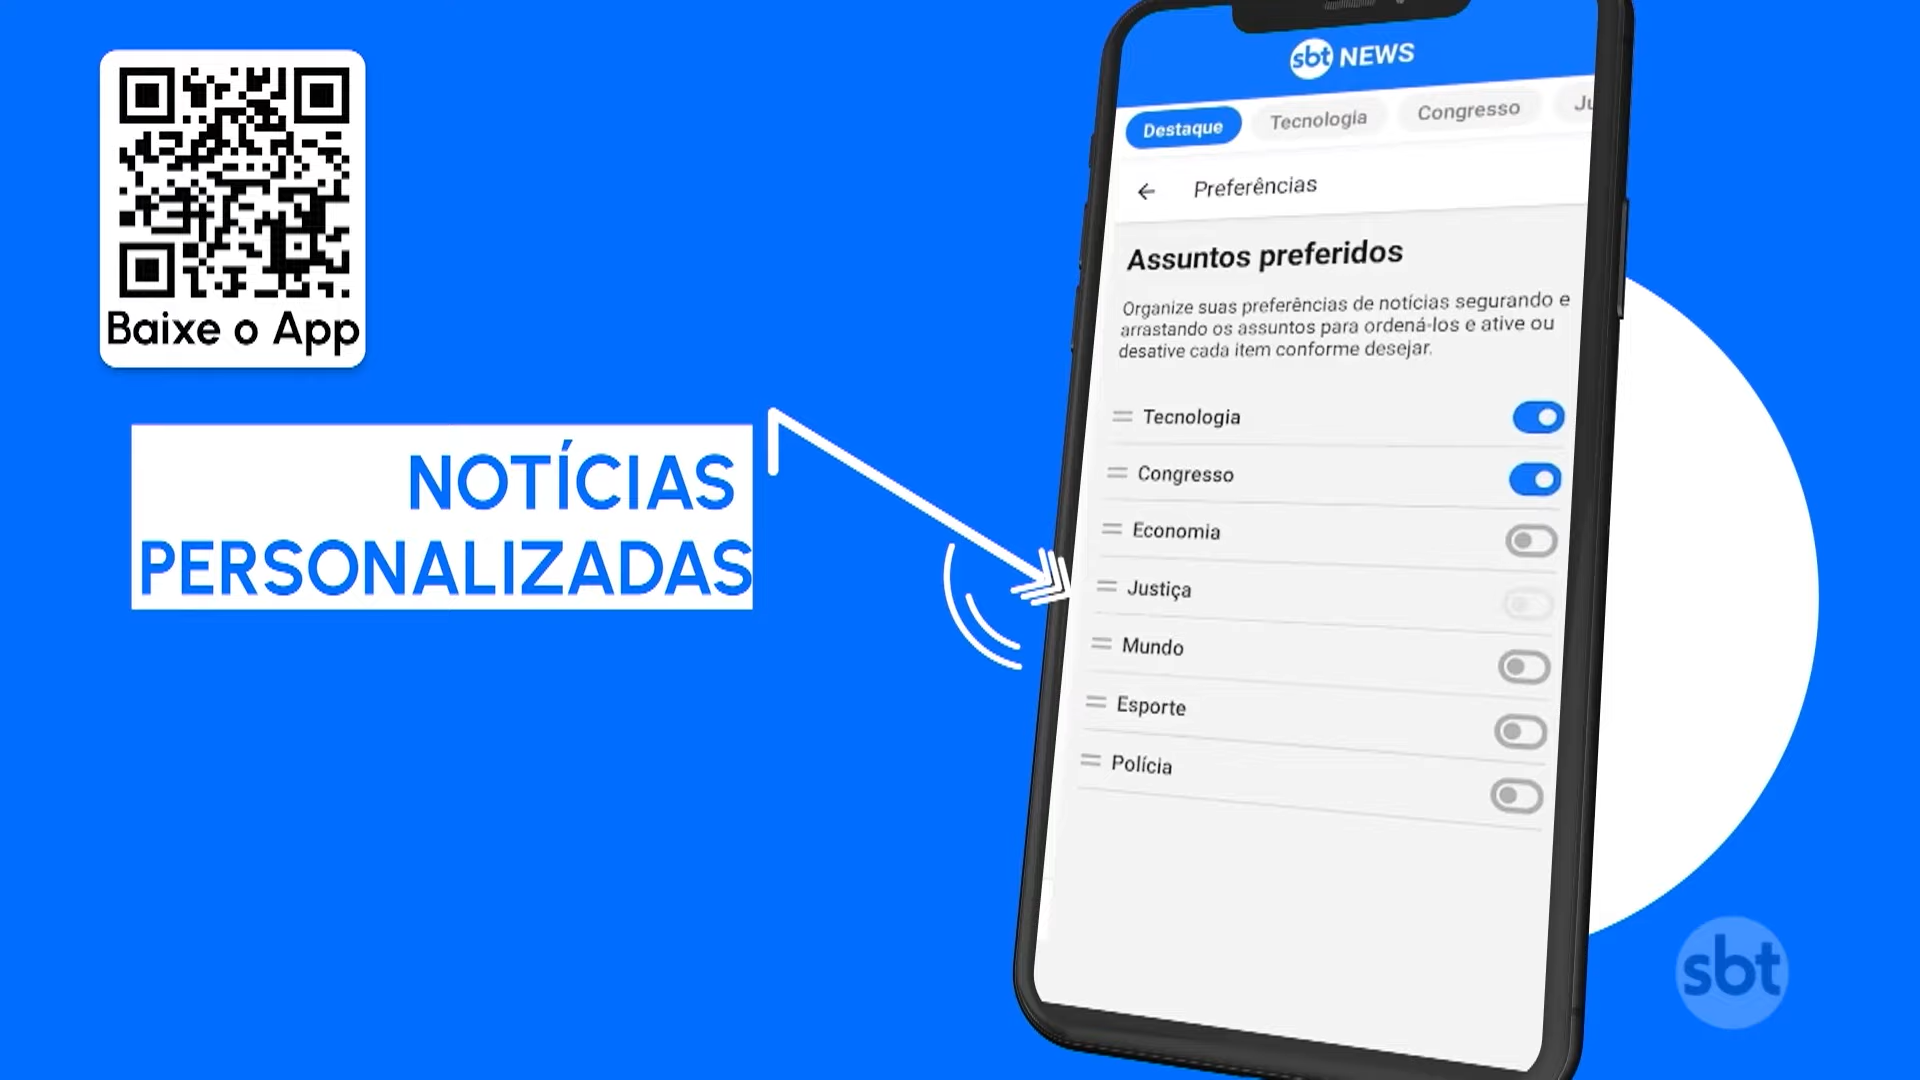 Baixe o App
NOTÍCIAS
PERSONALIZADAS
sbt NEWS
Destaque Tecnologia Congresso
Preferências
Assuntos preferidos
Organize suas preferências de notícias segurando e
arrastando os assuntos para ordená-los e ative ou
desative cada item conforme desejar.
Tecnologia
Congresso
Economia
Justiça
Mundo
Esporte
Polícia
sbt